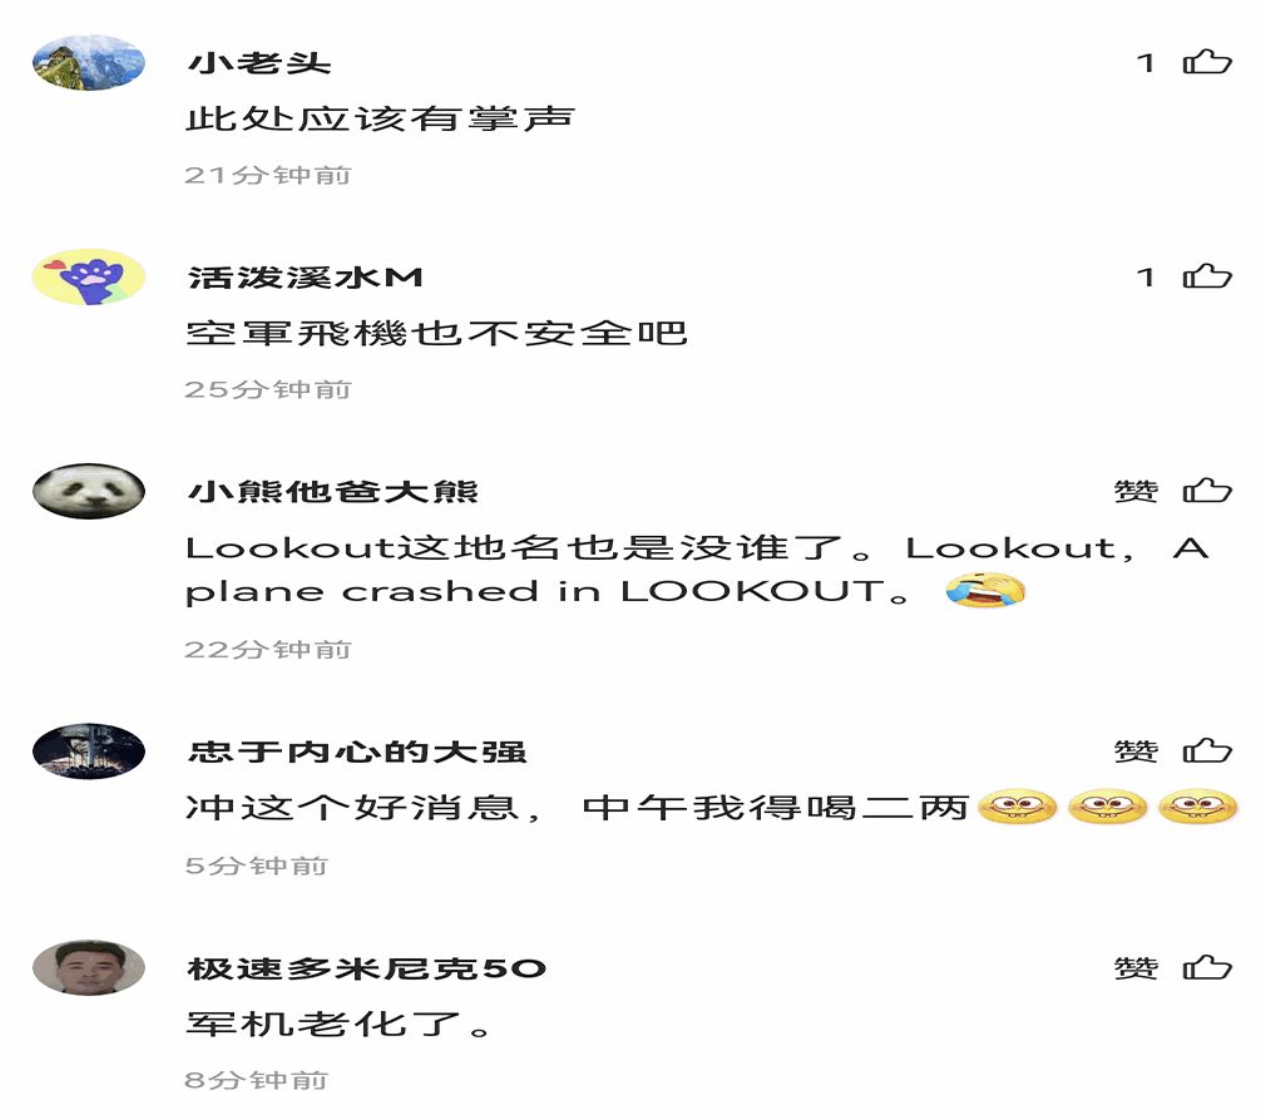 小老头
1
此处应该有掌声
21分钟前
活泼溪水M
1
空軍飛機也不安全吧
25分钟前
小熊他爸大熊
赞
Lookout这地名也是没谁了。Lookout，A
plane crashed in LOOKOUT。
22分钟前
忠于内心的大强
赞
冲这个好消息，中午我得喝二两
5分钟前
极速多米尼克50
赞
军机老化了。
8分钟前